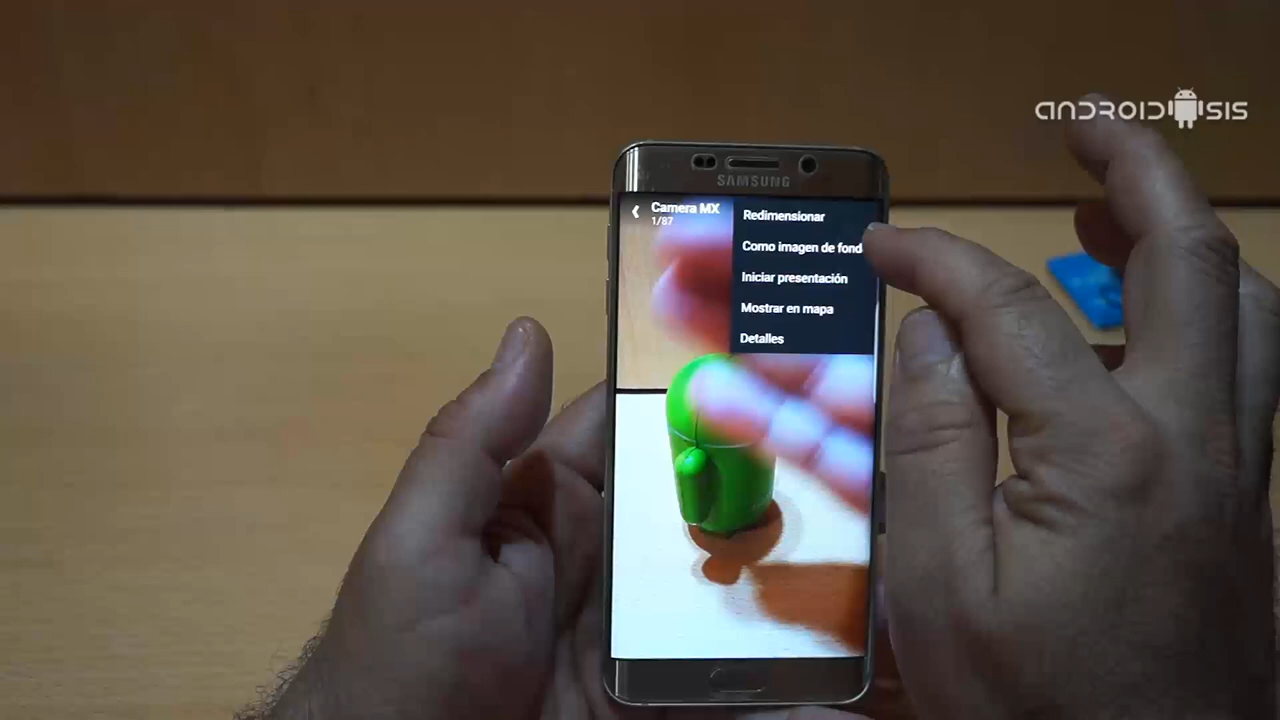 ANDROIDSIS
SAMSUNG
Camera MX
1/87
Redimensionar
Como imagen de fond
Iniciar presentación
Mostrar en mapa
Detalles